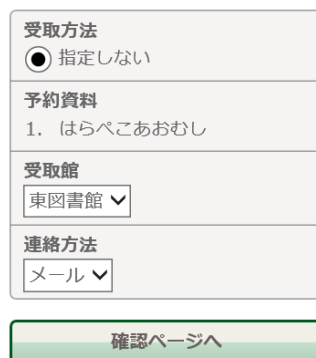 受取方法
指定しない
予約資料
1. はらぺこあおむし
受取館
東図書館
連絡方法
メール
確認ページへ